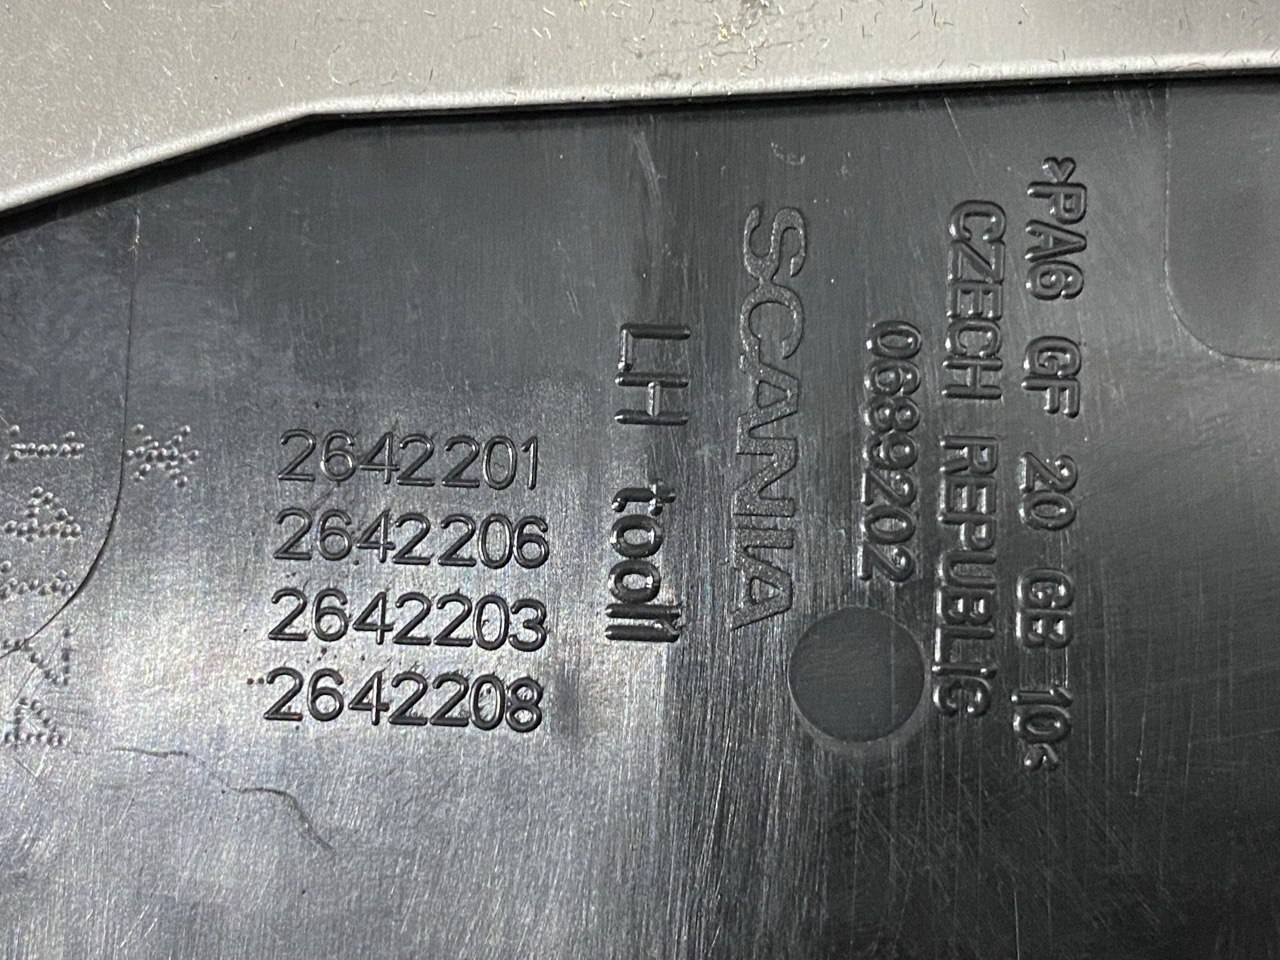 >PA6 GF 20 GB 10<
CZECH REPUBLIC
0689202
SCANIA
LH tool1
2642201
2642206
2642203
2642208